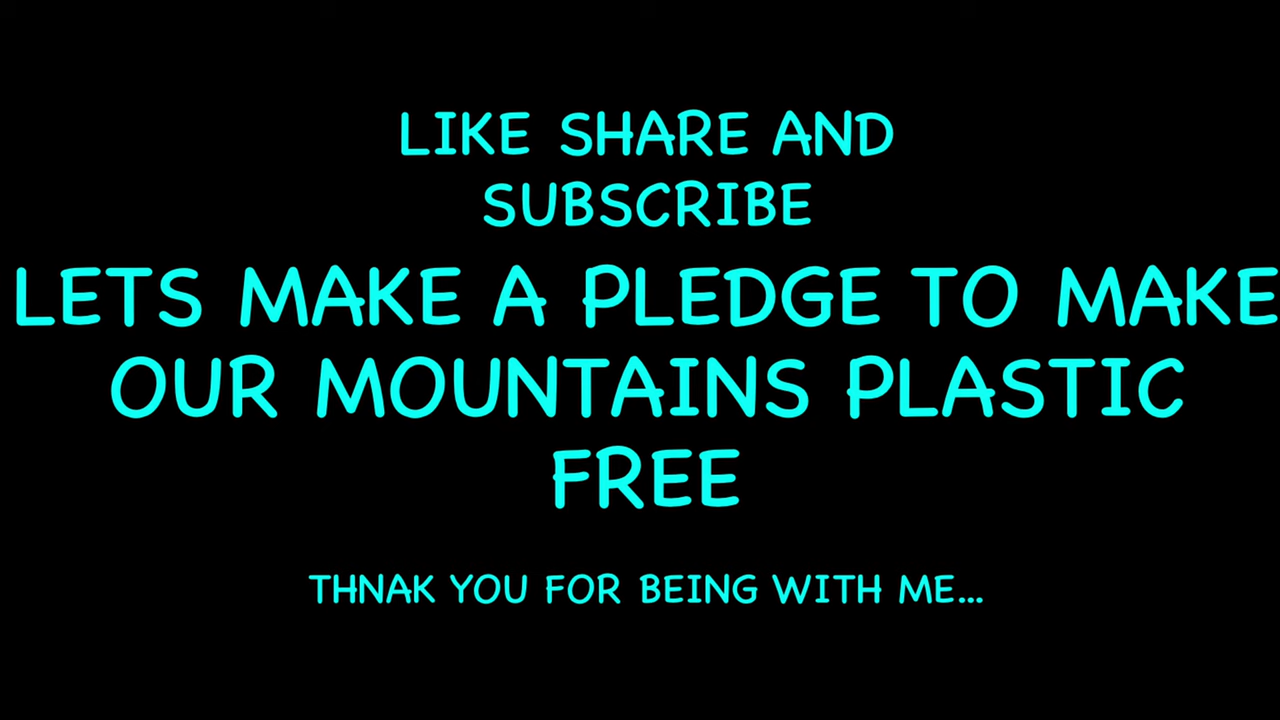 LIKE SHARE AND
SUBSCRIBE
LETS MAKE A PLEDGE TO MAKE
OUR MOUNTAINS PLASTIC
FREE
THNAK YOU FOR BEING WITH ME...